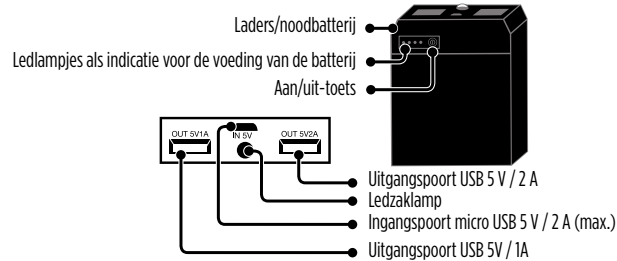 Laders/noodbatterij
Ledlampjes als indicatie voor de voeding van de batterij
Aan/uit-toets
OUT 5V1A
IN 5V
OUT 5V2A
Uitgangspoort USB 5 V / 2 A
Ledzaklamp
Ingangspoort micro USB 5 V / 2 A (max.)
Uitgangspoort USB 5V / 1A